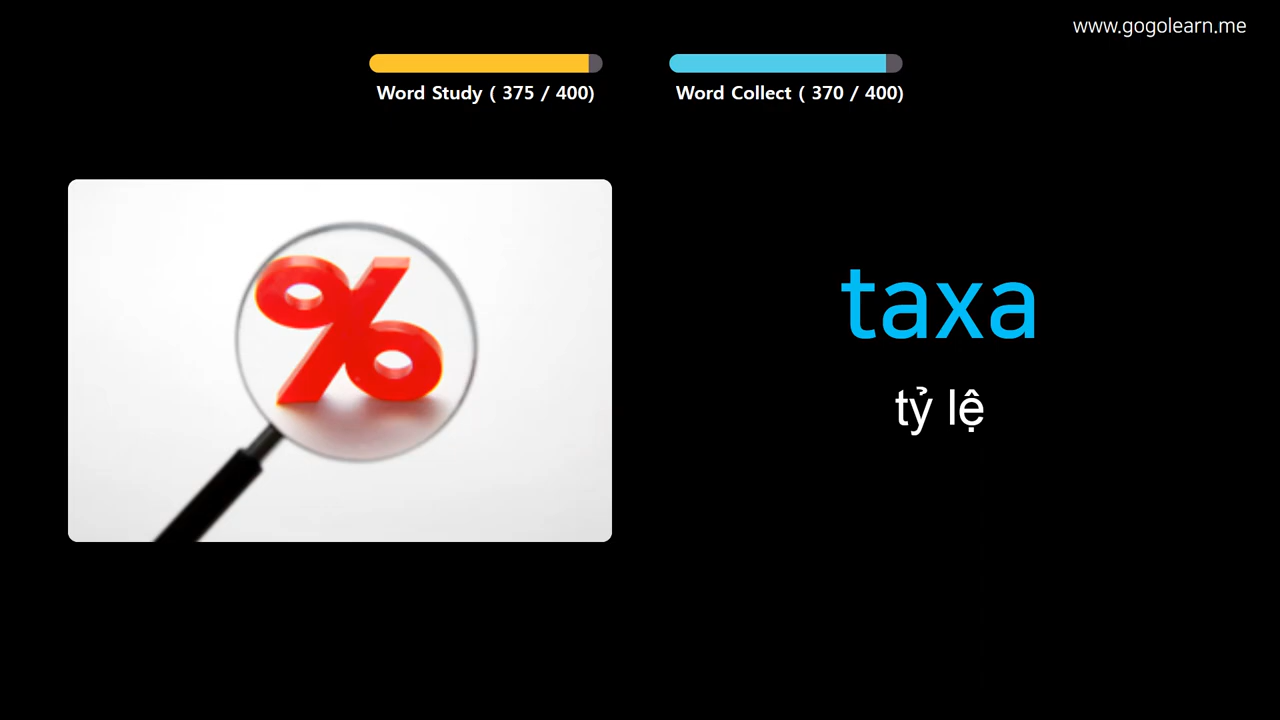 www.gogolearn.me
Word Study ( 375 / 400)
Word Collect ( 370 / 400)
%
taxa
tỷ lệ